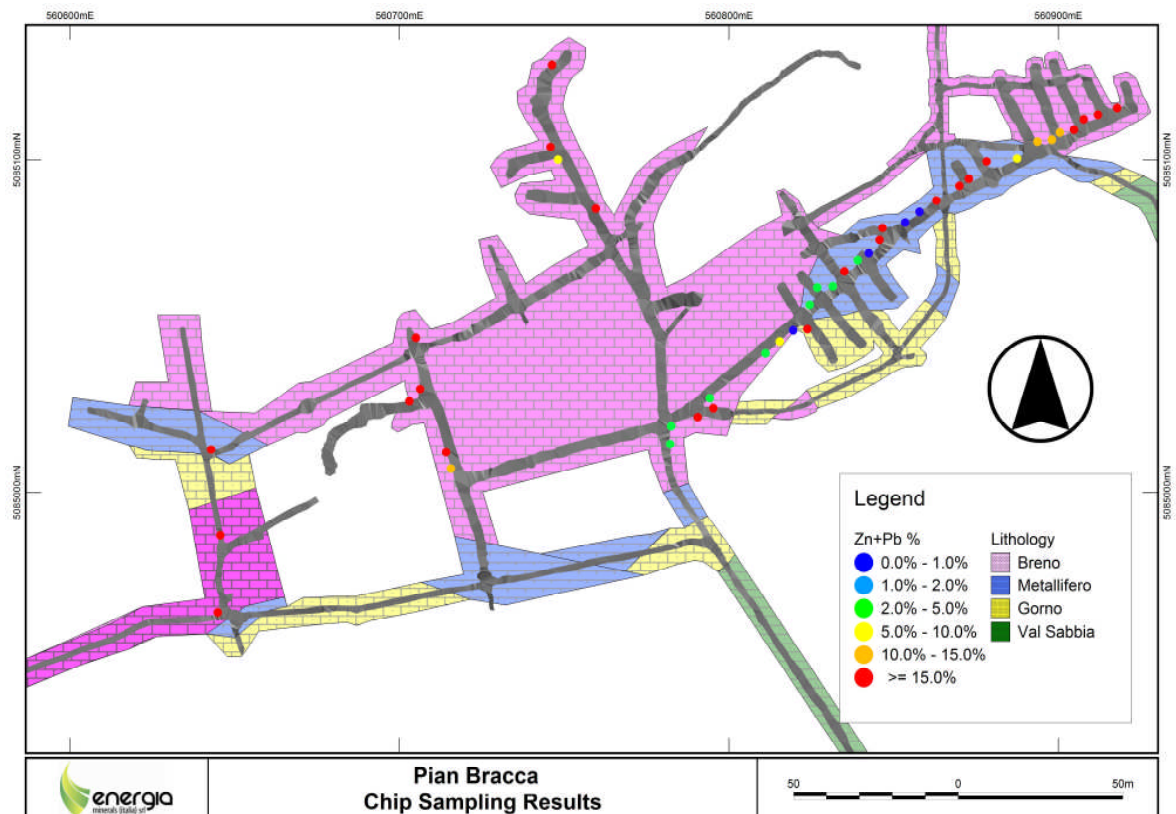 560600mE
560700mE
560800mE
560900mE
5085100mN
5085100mN
5085000mN
5085000mN
Legend
Zn+Pb %
0.0% - 1.0%
1.0% - 2.0%
2.0% - 5.0%
5.0% - 10.0%
10.0% - 15.0%
>= 15.0%
Lithology
Breno
Metallifero
Gorno
Val Sabbia
energia
minerals (italia) srl
Pian Bracca
Chip Sampling Results
50
0
50m